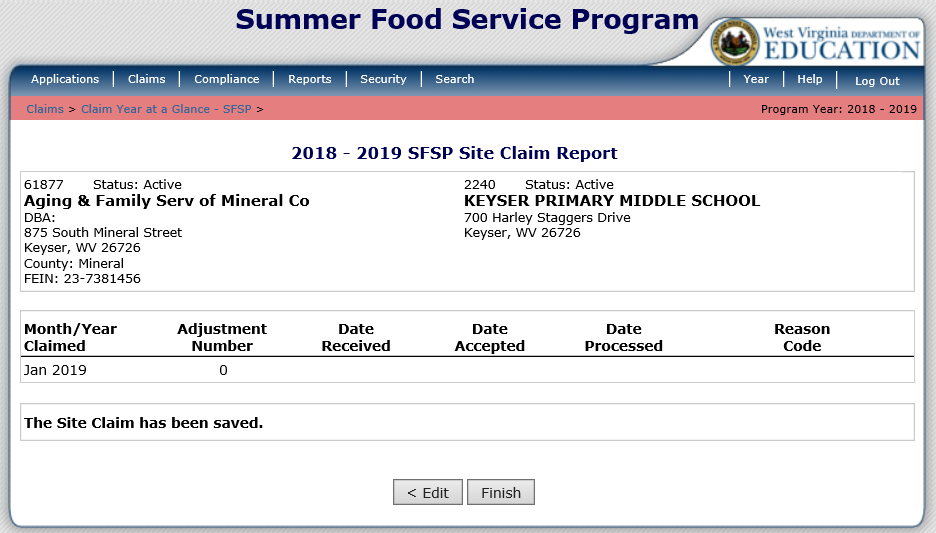 Summer Food Service Program
West Virginia DEPARTMENT OF
EDUCATION
Applications Claims Compliance Reports Security Search Year Help Log Out
Claims > Claim Year at a Glance - SFSP > Program Year: 2018 - 2019
2018 - 2019 SFSP Site Claim Report
61877 Status: Active
Aging & Family Serv of Mineral Co
DBA:
875 South Mineral Street
Keyser, WV 26726
County: Mineral
FEIN: 23-7381456
2240 Status: Active
KEYSER PRIMARY MIDDLE SCHOOL
700 Harley Staggers Drive
Keyser, WV 26726
Month/Year Claimed Adjustment Number Date Received Date Accepted Date Processed Reason Code
Jan 2019 0
The Site Claim has been saved.
< Edit Finish